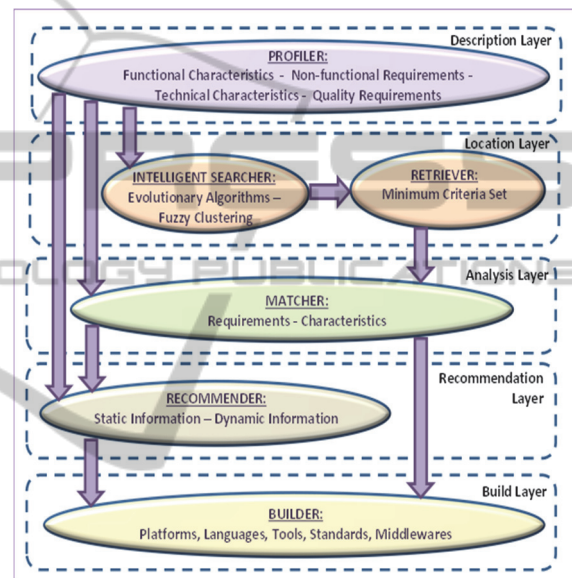 Description Layer
PROFILER:
Functional Characteristics - Non-functional Requirements -
Technical Characteristics - Quality Requirements
Location Layer
INTELLIGENT SEARCHER:
Evolutionary Algorithms –
Fuzzy Clustering
RETRIEVER:
Minimum Criteria Set
Analysis Layer
MATCHER:
Requirements - Characteristics
Recommendation
Layer
RECOMMENDER:
Static Information – Dynamic Information
Build Layer
BUILDER:
Platforms, Languages, Tools, Standards, Middlewares